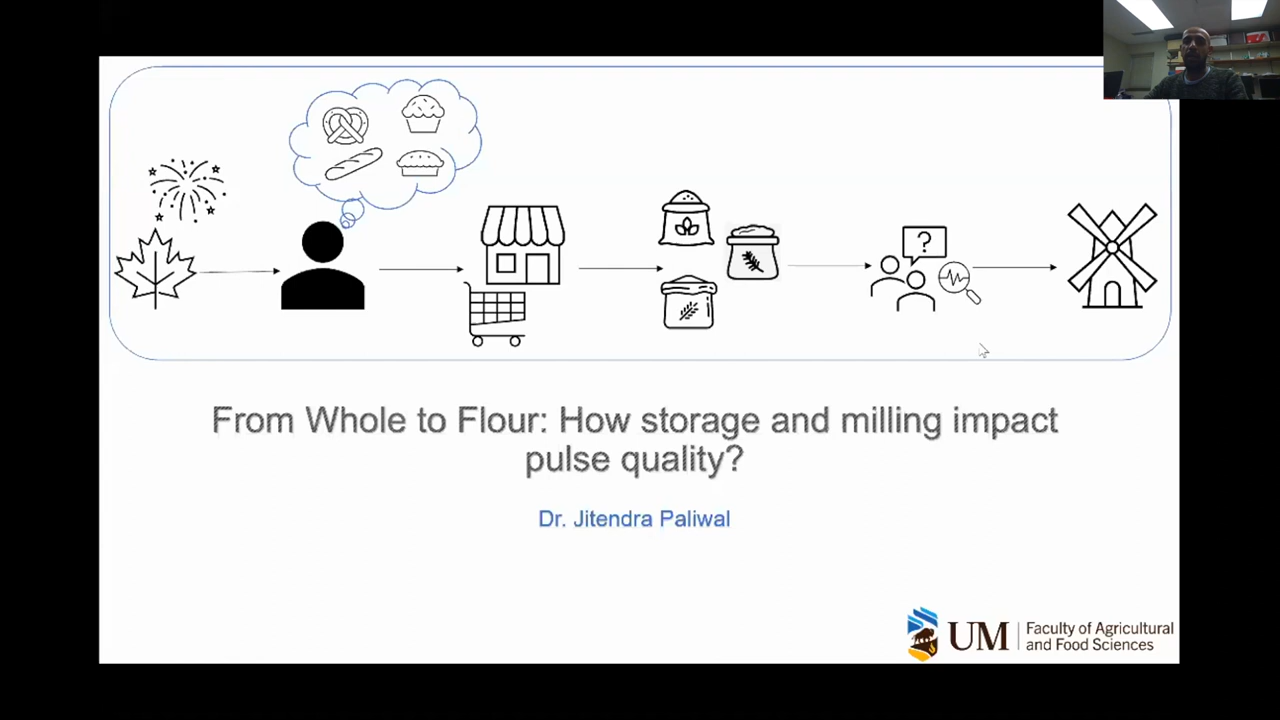 ?
From Whole to Flour: How storage and milling impact
pulse quality?
Dr. Jitendra Paliwal
UM
Faculty of Agricultural
and Food Sciences